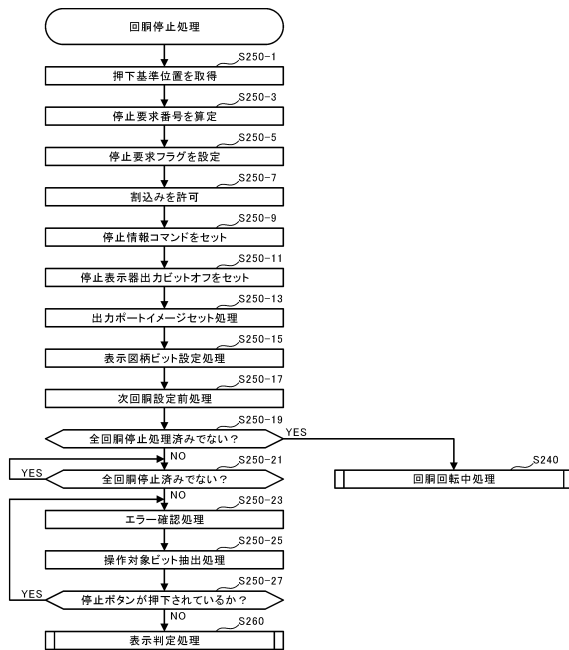 回胴停止処理
S250-1
押下基準位置を取得
S250-3
停止要求番号を算定
S250-5
停止要求フラグを設定
S250-7
割込みを許可
S250-9
停止情報コマンドをセット
S250-11
停止表示器出力ビットオフをセット
S250-13
出力ポートイメージセット処理
S250-15
表示図柄ビット設定処理
S250-17
次回胴設定前処理
S250-19
全回胴停止処理済みでない？
YES
NO
S250-21
全回胴停止済みでない？
YES
NO
S240
回胴回転中処理
S250-23
エラー確認処理
S250-25
操作対象ビット抽出処理
S250-27
停止ボタンが押下されているか？
YES
NO
S260
表示判定処理